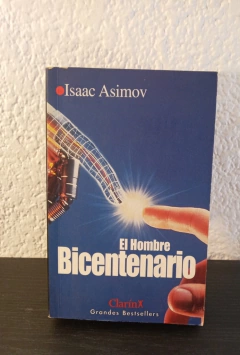 Isaac Asimov
El Hombre
Bicentenario
Clarín
Grandes Bestsellers